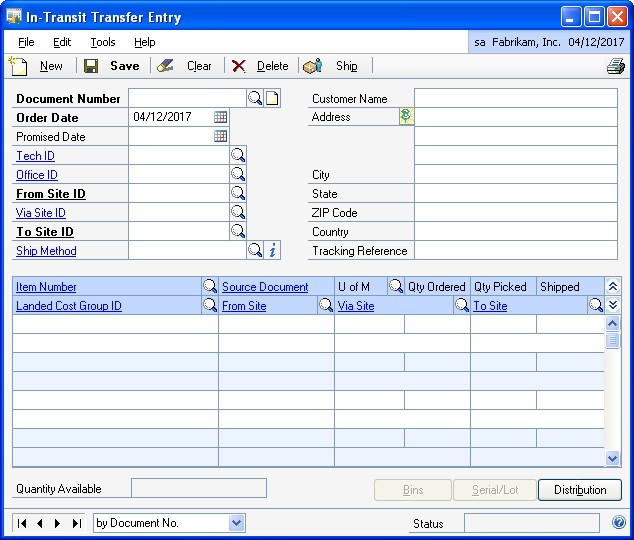 In-Transit Transfer Entry
File Edit Tools Help sa Fabrikam, Inc. 04/12/2017
New Save Clear Delete Ship
Document Number
Order Date 04/12/2017
Promised Date
Tech ID
Office ID
From Site ID
Via Site ID
To Site ID
Ship Method
Customer Name
Address
City
State
ZIP Code
Country
Tracking Reference
Item Number Source Document U of M Qty Ordered Qty Picked Shipped
Landed Cost Group ID From Site Via Site To Site
Quantity Available Bins Serial/Lot Distribution
by Document No. Status